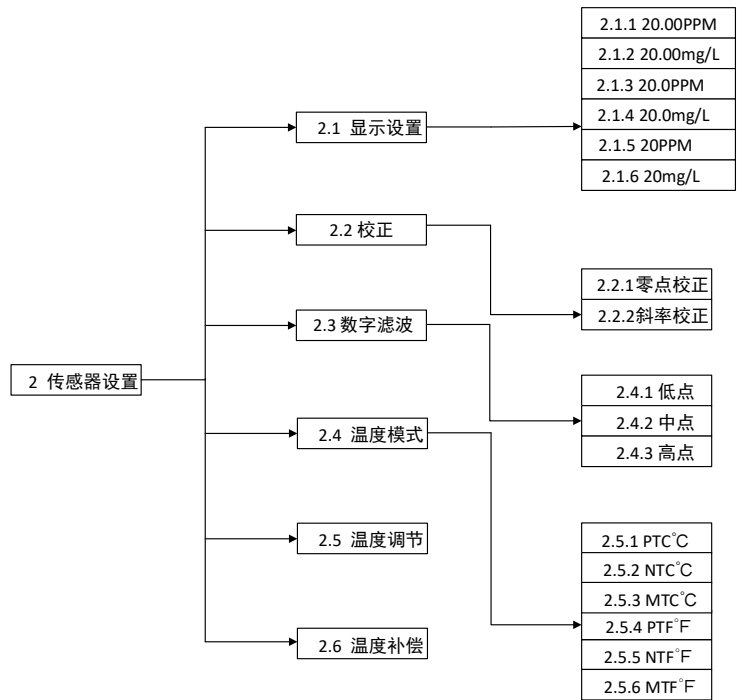 2 传感器设置
2.1 显示设置
2.1.1 20.00PPM
2.1.2 20.00mg/L
2.1.3 20.0PPM
2.1.4 20.0mg/L
2.1.5 20PPM
2.1.6 20mg/L
2.2 校正
2.2.1零点校正
2.2.2斜率校正
2.3 数字滤波
2.4.1 低点
2.4.2 中点
2.4.3 高点
2.4 温度模式
2.5.1 PTC℃
2.5.2 NTC℃
2.5.3 MTC℃
2.5.4 PTF℉
2.5.5 NTF℉
2.5.6 MTF℉
2.5 温度调节
2.6 温度补偿